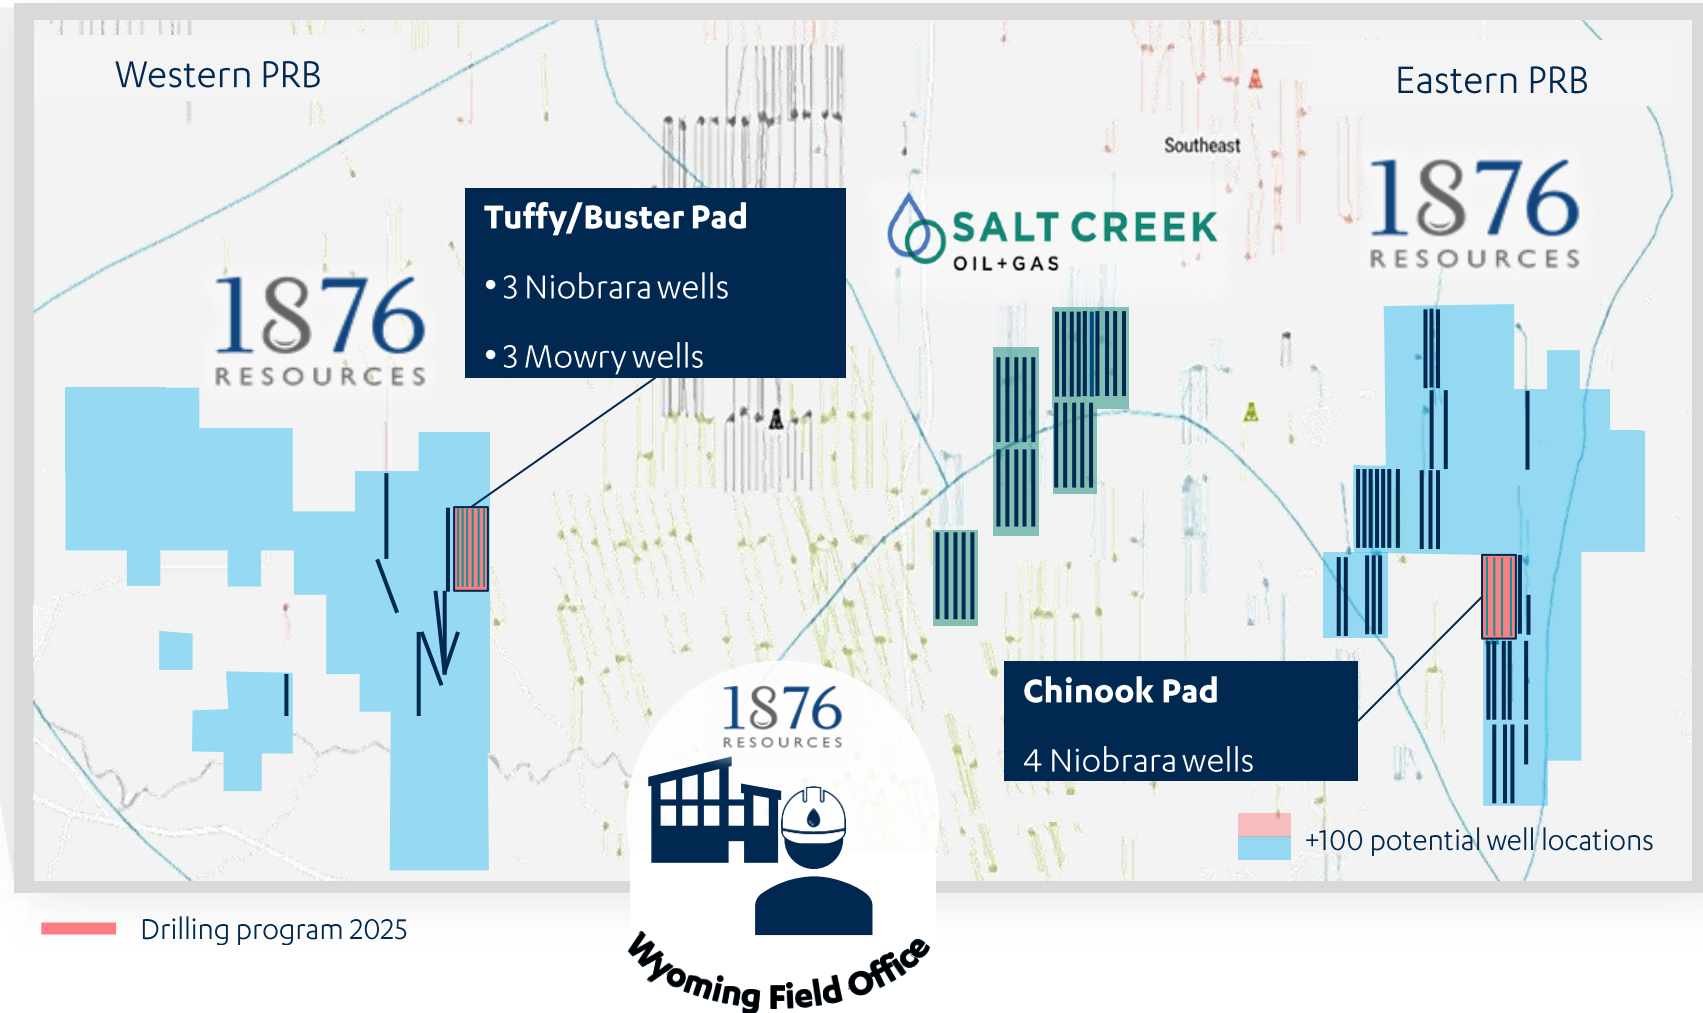 Western PRB
Eastern PRB
Southeast
1876
RESOURCES
Tuffy/Buster Pad
• 3 Niobrara wells
• 3 Mowry wells
SALT CREEK
OIL+GAS
1876
RESOURCES
1876
RESOURCES
Chinook Pad
4 Niobrara wells
+100 potential well locations
Drilling program 2025
Wyoming Field Office